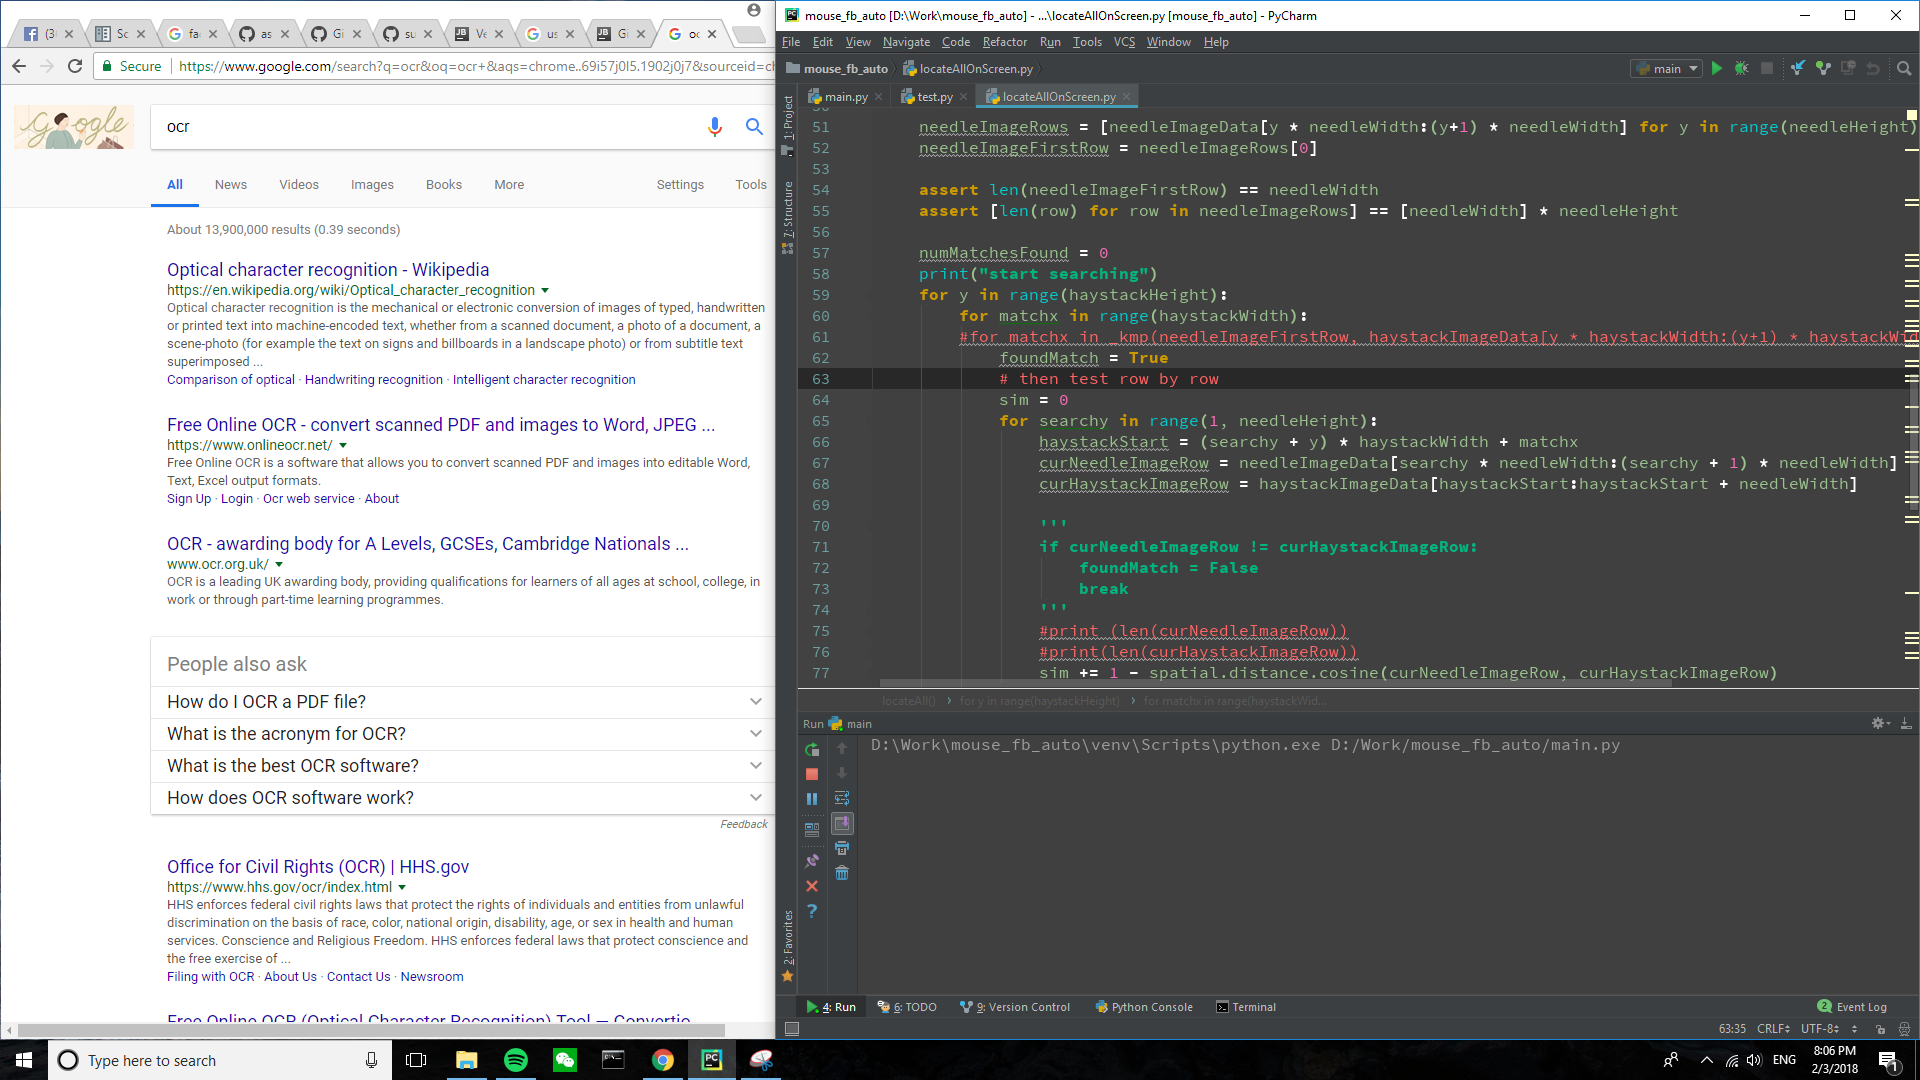 (3(
Sc
fac
as
Gi
su
Ve
us
Gi
oc
Secure
https://www.google.com/search?q=ocr&oq=ocr+&aqs=chrome..69i57j0l5.1902j0j7&sourceid=ch
Google
ocr
All News Videos Images Books More Settings Tools
About 13,900,000 results (0.39 seconds)
Optical character recognition - Wikipedia
https://en.wikipedia.org/wiki/Optical_character_recognition
Optical character recognition is the mechanical or electronic conversion of images of typed, handwritten
or printed text into machine-encoded text, whether from a scanned document, a photo of a document, a
scene-photo (for example the text on signs and billboards in a landscape photo) or from subtitle text
superimposed ...
Comparison of optical · Handwriting recognition · Intelligent character recognition
Free Online OCR - convert scanned PDF and images to Word, JPEG ...
https://www.onlineocr.net/
Free Online OCR is a software that allows you to convert scanned PDF and images into editable Word,
Text, Excel output formats.
Sign Up · Login · Ocr web service · About
OCR - awarding body for A Levels, GCSEs, Cambridge Nationals ...
www.ocr.org.uk/
OCR is a leading UK awarding body, providing qualifications for learners of all ages at school, college, in
work or through part-time learning programmes.
People also ask
How do I OCR a PDF file?
What is the acronym for OCR?
What is the best OCR software?
How does OCR software work?
Feedback
Office for Civil Rights (OCR) | HHS.gov
https://www.hhs.gov/ocr/index.html
HHS enforces federal civil rights laws that protect the rights of individuals and entities from unlawful
discrimination on the basis of race, color, national origin, disability, age, or sex in health and human
services. Conscience and Religious Freedom. HHS enforces federal laws that protect conscience and
the free exercise of ...
Filing with OCR · About Us · Contact Us · Newsroom
Free Online OCR (Optical Character Recognition) Tool — Convertio
mouse_fb_auto [D:\Work\mouse_fb_auto] - ...\locateAllOnScreen.py [mouse_fb_auto] - PyCharm
File Edit View Navigate Code Refactor Run Tools VCS Window Help
mouse_fb_auto locateAllOnScreen.py main
main.py test.py locateAllOnScreen.py
1: Project
7: Structure
2: Favorites
51 needleImageRows = [needleImageData[y * needleWidth:(y+1) * needleWidth] for y in range(needleHeight)
52 needleImageFirstRow = needleImageRows[0]
53
54 assert len(needleImageFirstRow) == needleWidth
55 assert [len(row) for row in needleImageRows] == [needleWidth] * needleHeight
56
57 numMatchesFound = 0
58 print("start searching")
59 for y in range(haystackHeight):
60 for matchx in range(haystackWidth):
61 #for matchx in _kmp(needleImageFirstRow, haystackImageData[y * haystackWidth:(y+1) * haystackWid
62 foundMatch = True
63 # then test row by row
64 sim = 0
65 for searchy in range(1, needleHeight):
66 haystackStart = (searchy + y) * haystackWidth + matchx
67 curNeedleImageRow = needleImageData[searchy * needleWidth:(searchy + 1) * needleWidth]
68 curHaystackImageRow = haystackImageData[haystackStart:haystackStart + needleWidth]
69
70 '''
71 if curNeedleImageRow != curHaystackImageRow:
72 foundMatch = False
73 break
74 '''
75 #print (len(curNeedleImageRow))
76 #print(len(curHaystackImageRow))
77 sim += 1 - spatial.distance.cosine(curNeedleImageRow, curHaystackImageRow)
locateAll() › for y in range(haystackHeight) › for matchx in range(haystackWid...
Run main
D:\Work\mouse_fb_auto\venv\Scripts\python.exe D:/Work/mouse_fb_auto/main.py
4: Run 6: TODO 9: Version Control Python Console Terminal 2 Event Log
63:35 CRLF UTF-8
Type here to search
PC
ENG
8:06 PM
2/3/2018
1